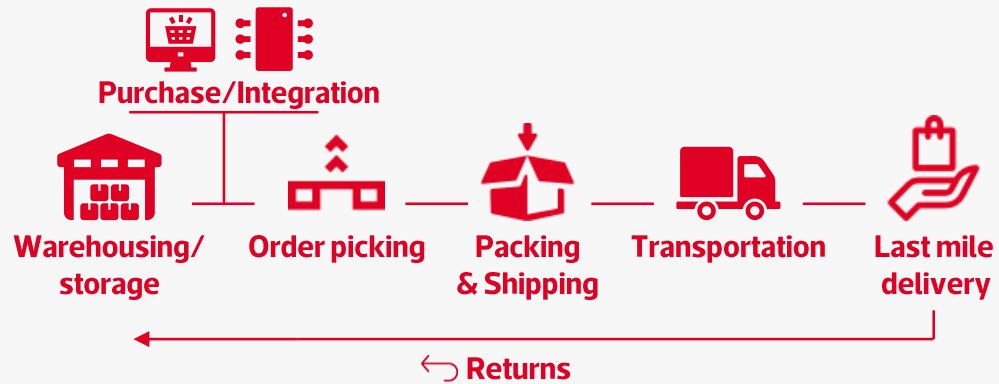 Purchase/Integration
Warehousing/
storage
Order picking
Packing
& Shipping
Transportation
Last mile
delivery
Returns